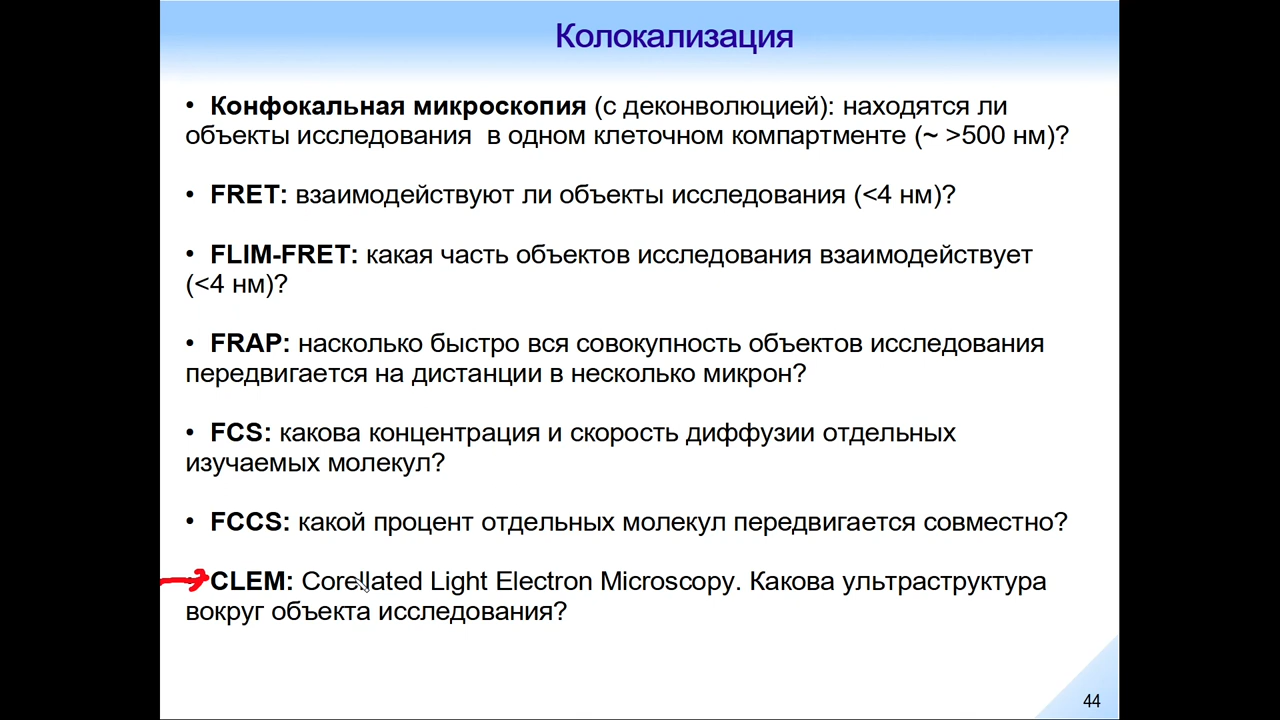 Колокализация
• Конфокальная микроскопия (с деконволюцией): находятся ли
объекты исследования в одном клеточном компартменте (~ >500 нм)?
• FRET: взаимодействуют ли объекты исследования (<4 нм)?
• FLIM-FRET: какая часть объектов исследования взаимодействует
(<4 нм)?
• FRAP: насколько быстро вся совокупность объектов исследования
передвигается на дистанции в несколько микрон?
• FCS: какова концентрация и скорость диффузии отдельных
изучаемых молекул?
• FCCS: какой процент отдельных молекул передвигается совместно?
• CLEM: Corellated Light Electron Microscopy. Какова ультраструктура
вокруг объекта исследования?
44